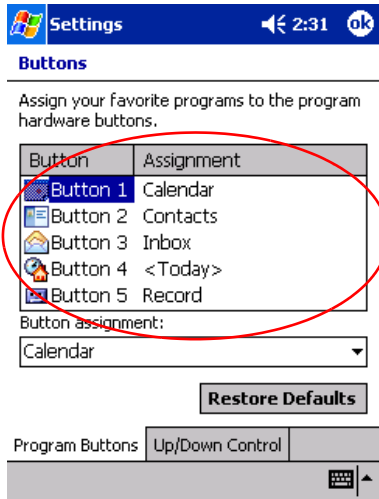 Settings 2:31 ok
Buttons
Assign your favorite programs to the program
hardware buttons.
Button Assignment
Button 1 Calendar
Button 2 Contacts
Button 3 Inbox
Button 4 <Today>
Button 5 Record
Button assignment:
Calendar
Restore Defaults
Program Buttons Up/Down Control